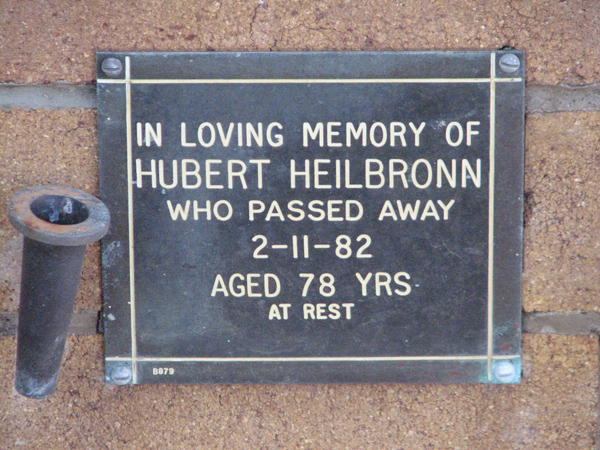 IN LOVING MEMORY OF
HUBERT HEILBRONN
WHO PASSED AWAY
2-11-82
AGED 78 YRS
AT REST
B879